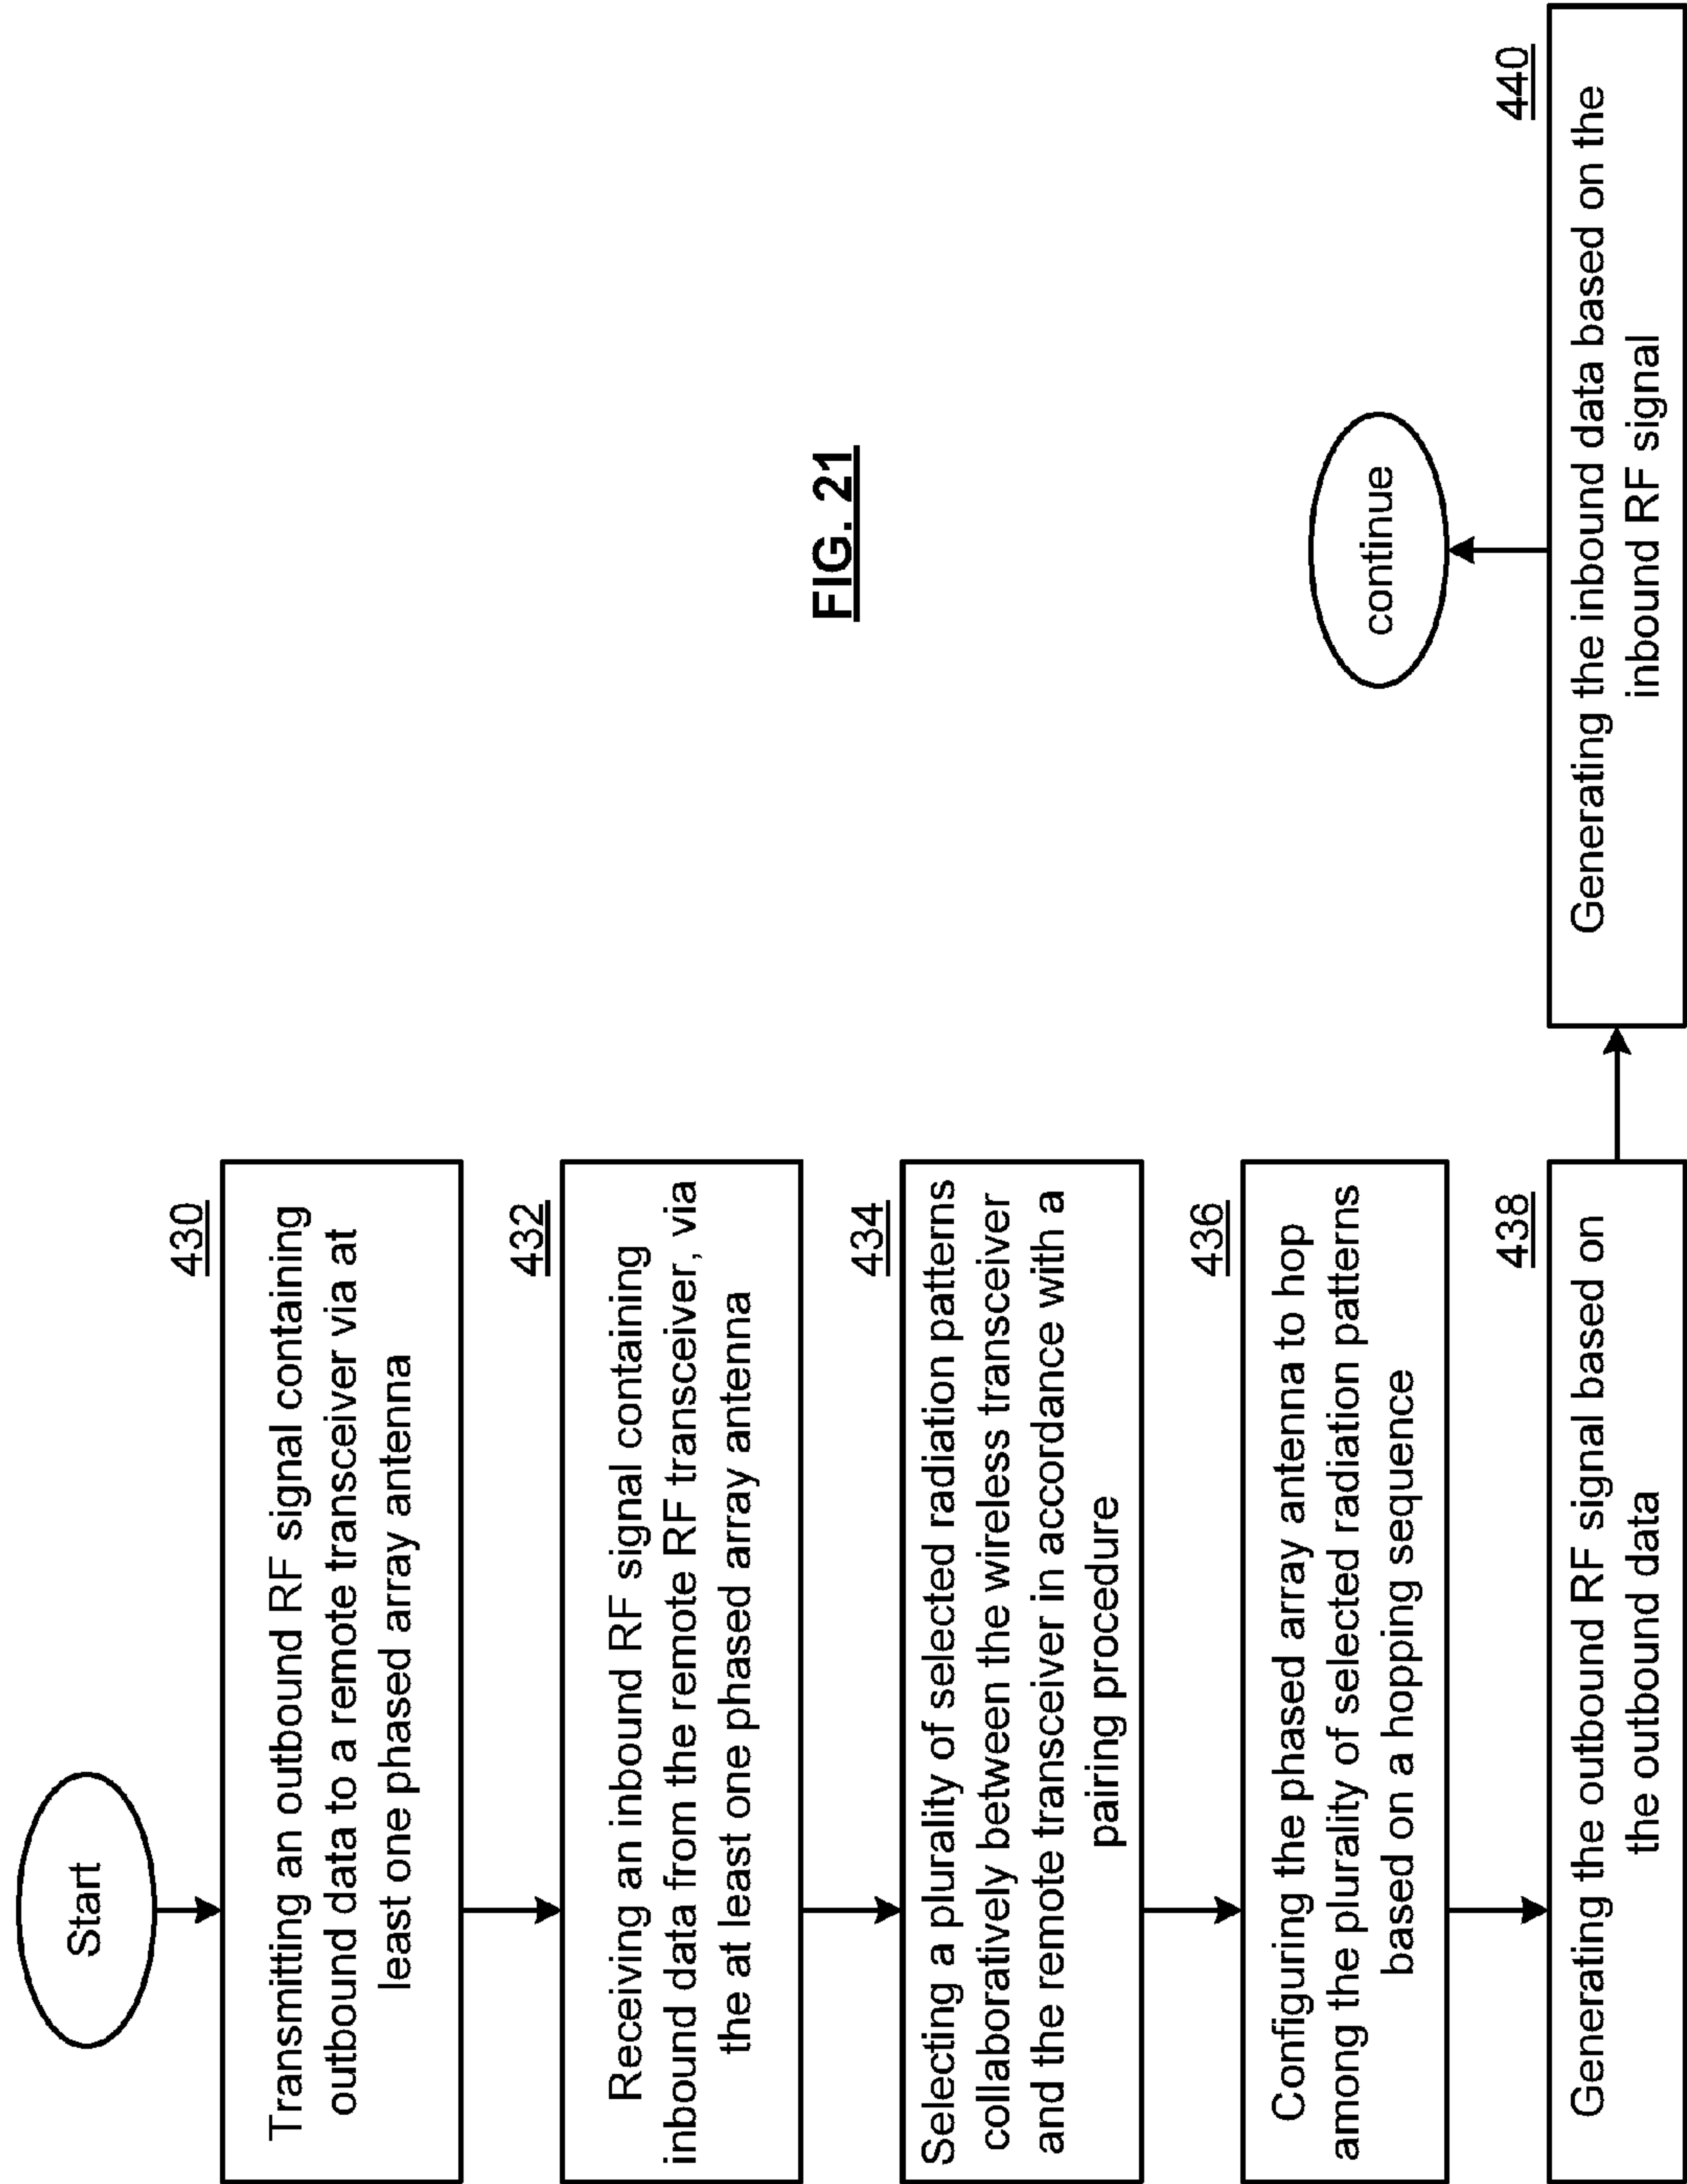 Start
430
Transmitting an outbound RF signal containing
outbound data to a remote transceiver via at
least one phased array antenna
432
Receiving an inbound RF signal containing
inbound data from the remote RF transceiver, via
the at least one phased array antenna
434
Selecting a plurality of selected radiation patterns
collaboratively between the wireless transceiver
and the remote transceiver in accordance with a
pairing procedure
436
Configuring the phased array antenna to hop
among the plurality of selected radiation patterns
based on a hopping sequence
438
Generating the outbound RF signal based on
the outbound data
440
Generating the inbound data based on the
inbound RF signal
continue
FIG. 21